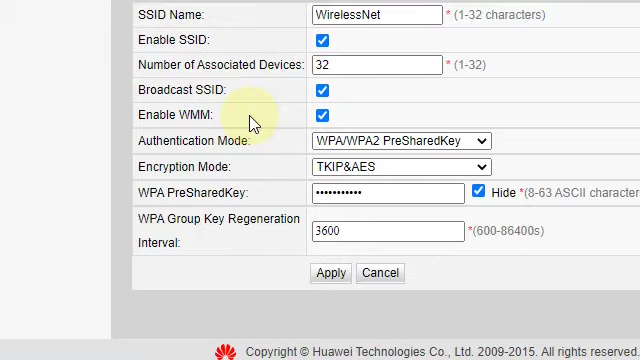 SSID Name: WirelessNet * (1-32 characters)
Enable SSID:
Number of Associated Devices: 32 * (1-32)
Broadcast SSID:
Enable WMM:
Authentication Mode: WPA/WPA2 PreSharedKey
Encryption Mode: TKIP&AES
WPA PreSharedKey: ••••••••••• Hide *(8-63 ASCII character
WPA Group Key Regeneration
Interval: 3600 *(600-86400s)
Apply Cancel
Copyright © Huawei Technologies Co., Ltd. 2009-2015. All rights reserved.